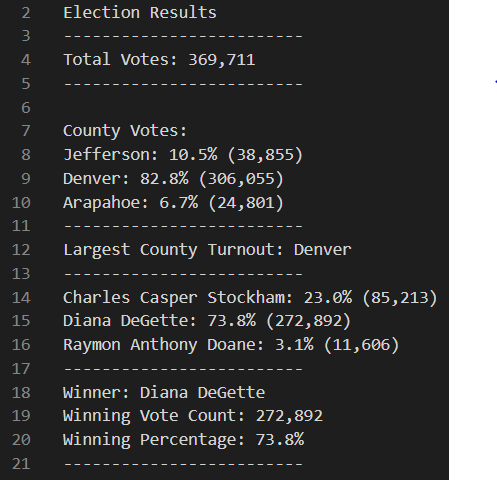 2 Election Results
3 -------------------------
4 Total Votes: 369,711
5 -------------------------
6
7 County Votes:
8 Jefferson: 10.5% (38,855)
9 Denver: 82.8% (306,055)
10 Arapahoe: 6.7% (24,801)
11 -------------------------
12 Largest County Turnout: Denver
13 -------------------------
14 Charles Casper Stockham: 23.0% (85,213)
15 Diana DeGette: 73.8% (272,892)
16 Raymon Anthony Doane: 3.1% (11,606)
17 -------------------------
18 Winner: Diana DeGette
19 Winning Vote Count: 272,892
20 Winning Percentage: 73.8%
21 -------------------------